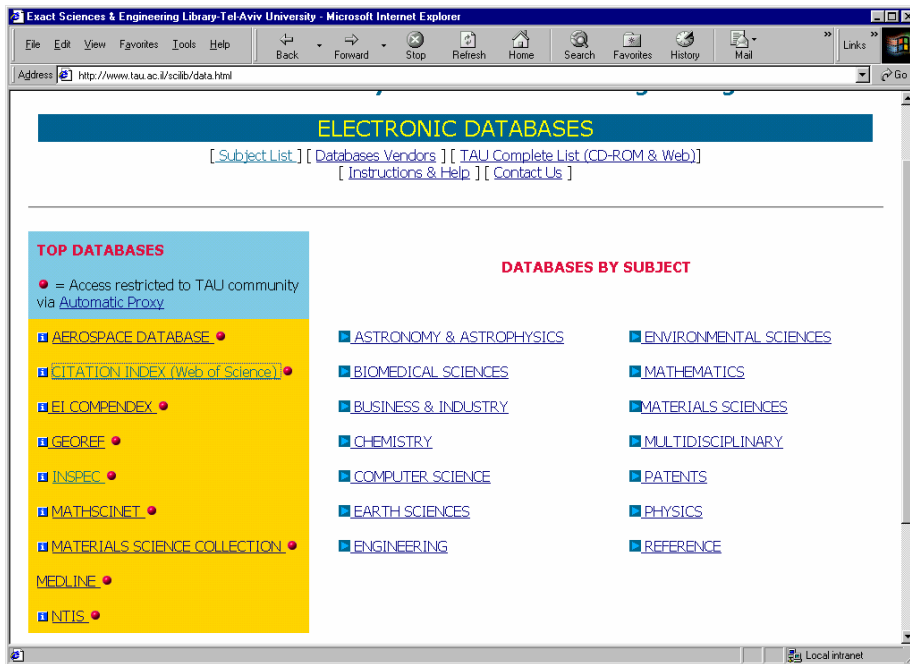 Exact Sciences & Engineering Library-Tel-Aviv University - Microsoft Internet Explorer
File Edit View Favorites Tools Help
Back Forward Stop Refresh Home Search Favorites History Mail » Links »
Address http://www.tau.ac.il/scilib/data.html Go
ELECTRONIC DATABASES
[ Subject List ] [ Databases Vendors ] [ TAU Complete List (CD-ROM & Web)]
[ Instructions & Help ] [ Contact Us ]
TOP DATABASES
= Access restricted to TAU community
via Automatic Proxy
AEROSPACE DATABASE
CITATION INDEX (Web of Science)
EI COMPENDEX
GEOREF
INSPEC
MATHSCINET
MATERIALS SCIENCE COLLECTION
MEDLINE
NTIS
DATABASES BY SUBJECT
ASTRONOMY & ASTROPHYSICS
BIOMEDICAL SCIENCES
BUSINESS & INDUSTRY
CHEMISTRY
COMPUTER SCIENCE
EARTH SCIENCES
ENGINEERING
ENVIRONMENTAL SCIENCES
MATHEMATICS
MATERIALS SCIENCES
MULTIDISCIPLINARY
PATENTS
PHYSICS
REFERENCE
Local intranet